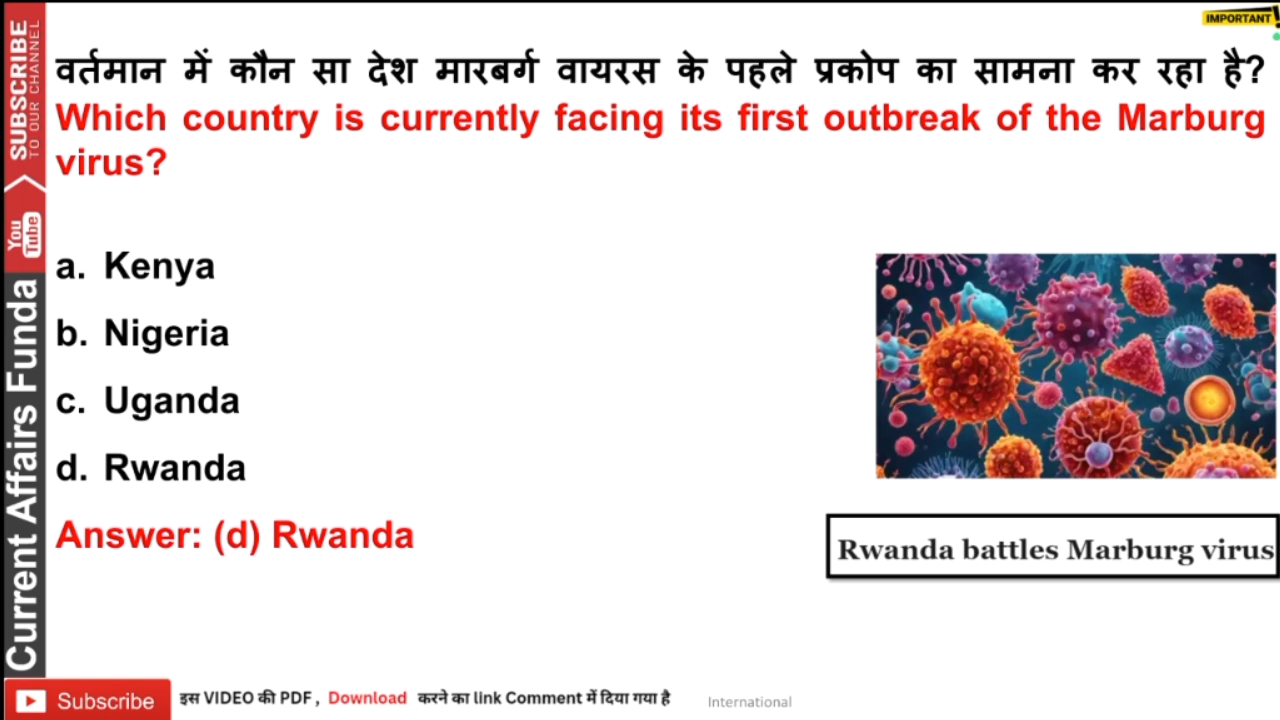 IMPORTANT!
वर्तमान में कौन सा देश मारबर्ग वायरस के पहले प्रकोप का सामना कर रहा है?
Which country is currently facing its first outbreak of the Marburg
virus?
a. Kenya
b. Nigeria
c. Uganda
d. Rwanda
Answer: (d) Rwanda
Rwanda battles Marburg virus
SUBSCRIBE
TO OUR CHANNEL
You
Tube
Current Affairs Funda
Subscribe
इस VIDEO की PDF , Download करने का link Comment में दिया गया है
International